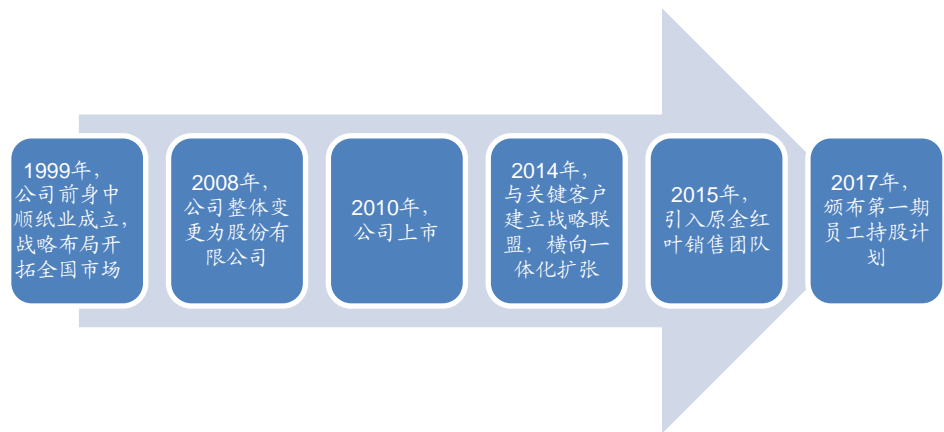 1999年，
公司前身中
顺纸业成立，
战略布局开
拓全国市场
2008年，
公司整体变
更为股份有
限公司
2010年，
公司上市
2014年，
与关键客户
建立战略联
盟，横向一
体化扩张
2015年，
引入原金红
叶销售团队
2017年，
颁布第一期
员工持股计
划